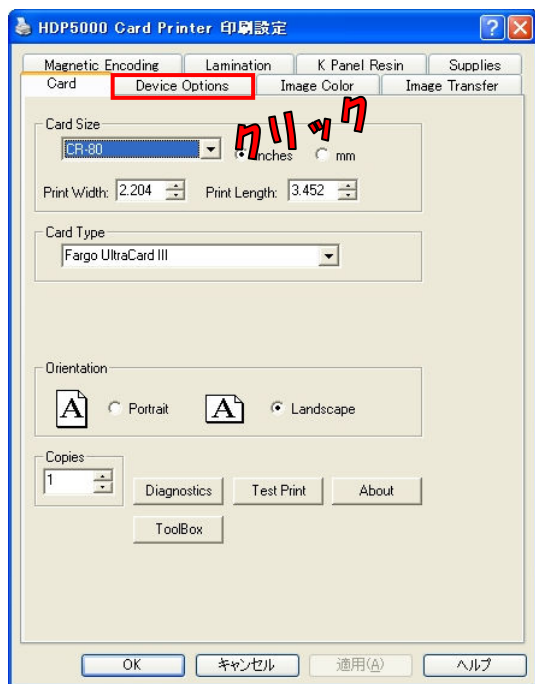 HDP5000 Card Printer 印刷設定
Magnetic Encoding Lamination K Panel Resin Supplies
Card Device Options Image Color Image Transfer
クリック
Card Size
CR-80 inches mm
Print Width: 2.204 Print Length: 3.452
Card Type
Fargo UltraCard III
Orientation
A Portrait A Landscape
Copies
1 Diagnostics Test Print About
ToolBox
OK キャンセル 適用(A) ヘルプ